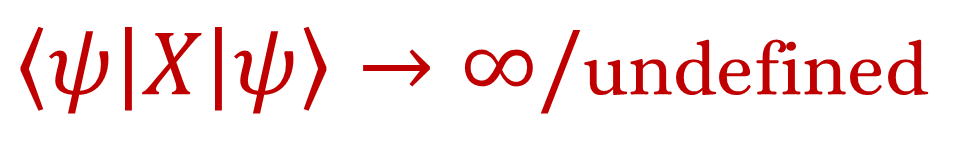 ⟨ψ|X|ψ⟩ → ∞/undefined